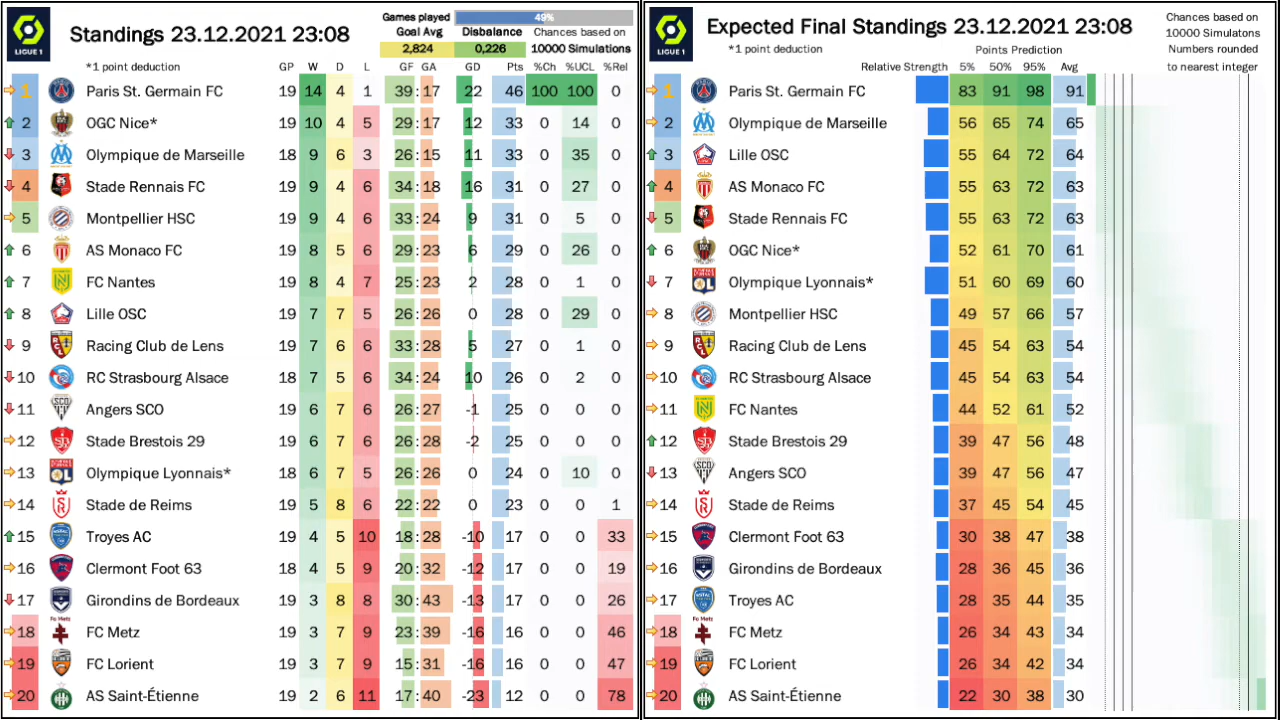 Games played 49%
Standings 23.12.2021 23:08
Goal Avg Disbalance Chances based on
2,824 0,226 10000 Simulations
LIGUE 1
*1 point deduction GP W D L GF GA GD Pts %Ch %UCL %Rel
1 Paris St. Germain FC 19 14 4 1 39:17 22 46 100 100 0
2 OGC Nice* 19 10 4 5 29:17 12 33 0 14 0
3 Olympique de Marseille 18 9 6 3 26:15 11 33 0 35 0
4 Stade Rennais FC 19 9 4 6 34:18 16 31 0 27 0
5 Montpellier HSC 19 9 4 6 33:24 9 31 0 5 0
6 AS Monaco FC 19 8 5 6 29:23 6 29 0 26 0
7 FC Nantes 19 8 4 7 25:23 2 28 0 1 0
8 Lille OSC 19 7 7 5 26:26 0 28 0 29 0
9 Racing Club de Lens 19 7 6 6 33:28 5 27 0 1 0
10 RC Strasbourg Alsace 18 7 5 6 34:24 10 26 0 2 0
11 Angers SCO 19 6 7 6 26:27 -1 25 0 0 0
12 Stade Brestois 29 19 6 7 6 26:28 -2 25 0 0 0
13 Olympique Lyonnais* 18 6 7 5 26:26 0 24 0 10 0
14 Stade de Reims 19 5 8 6 22:22 0 23 0 0 1
15 Troyes AC 19 4 5 10 18:28 -10 17 0 0 33
16 Clermont Foot 63 18 4 5 9 20:32 -12 17 0 0 19
17 Girondins de Bordeaux 19 3 8 8 30:43 -13 17 0 0 26
Fc Metz
18 FC Metz 19 3 7 9 23:39 -16 16 0 0 46
19 FC Lorient 19 3 7 9 15:31 -16 16 0 0 47
20 AS Saint-Étienne 19 2 6 11 17:40 -23 12 0 0 78
Expected Final Standings 23.12.2021 23:08
Chances based on
10000 Simulatons
Numbers rounded
to nearest integer
LIGUE 1
*1 point deduction Points Prediction
Relative Strength 5% 50% 95% Avg
1 Paris St. Germain FC 83 91 98 91
2 Olympique de Marseille 56 65 74 65
3 Lille OSC 55 64 72 64
4 AS Monaco FC 55 63 72 63
5 Stade Rennais FC 55 63 72 63
6 OGC Nice* 52 61 70 61
7 Olympique Lyonnais* 51 60 69 60
8 Montpellier HSC 49 57 66 57
9 Racing Club de Lens 45 54 63 54
10 RC Strasbourg Alsace 45 54 63 54
11 FC Nantes 44 52 61 52
12 Stade Brestois 29 39 47 56 48
13 Angers SCO 39 47 56 47
14 Stade de Reims 37 45 54 45
15 Clermont Foot 63 30 38 47 38
16 Girondins de Bordeaux 28 36 45 36
17 Troyes AC 28 35 44 35
Fc Metz
18 FC Metz 26 34 43 34
19 FC Lorient 26 34 42 34
20 AS Saint-Étienne 22 30 38 30